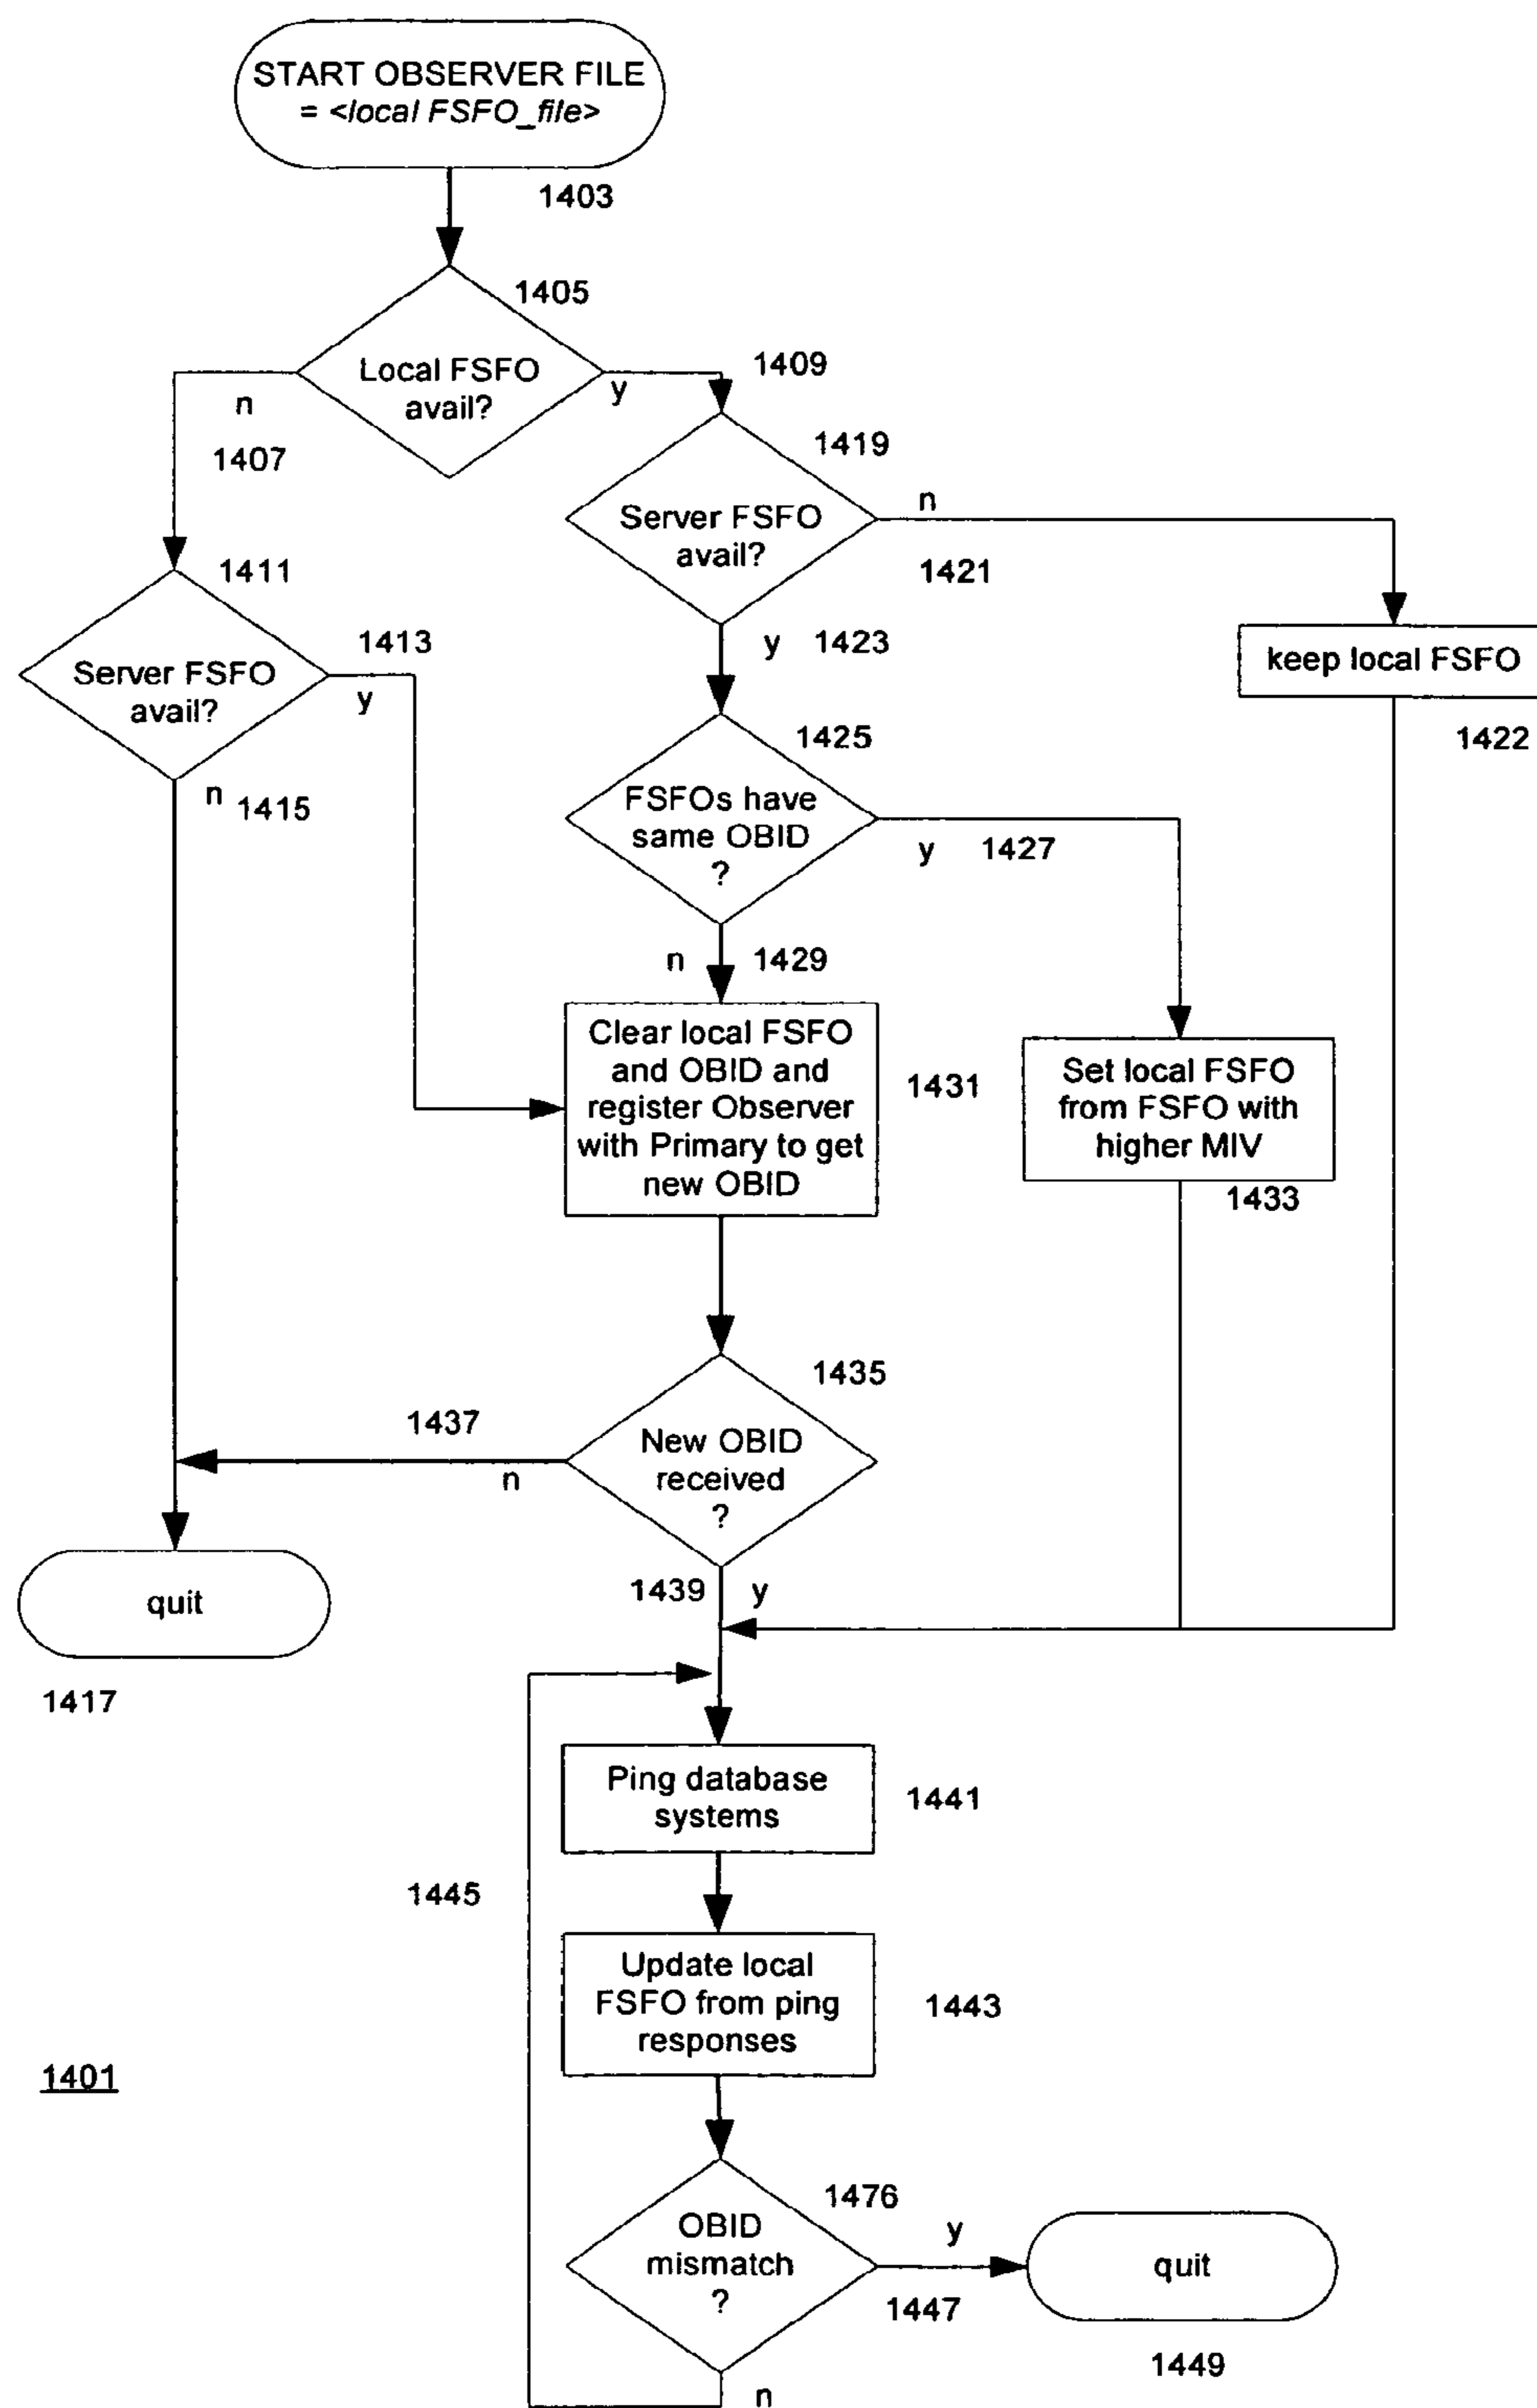 START OBSERVER FILE
= <local FSFO_file>
1403
1405
Local FSFO
avail?
n
y
1407
1409
1419
Server FSFO
avail?
n
1421
y 1423
keep local FSFO
1422
1411
Server FSFO
avail?
1413
y
n 1415
1425
FSFOs have
same OBID
?
y 1427
n 1429
Clear local FSFO
and OBID and
register Observer
with Primary to get
new OBID
1431
Set local FSFO
from FSFO with
higher MIV
1433
1435
New OBID
received
?
1437
n
1439 y
quit
1417
Ping database
systems
1441
1445
Update local
FSFO from ping
responses
1443
1401
1476
OBID
mismatch
?
y
1447
quit
1449
n